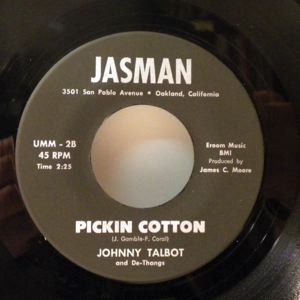 JASMAN
3501 San Pablo Avenue • Oakland, California
UMM - 2B
45 RPM
Time 2:25
Eroom Music
BMI
Produced by
James C. Moore
PICKIN COTTON
(J. Gamble-F. Coral)
JOHNNY TALBOT
and De-Thangs